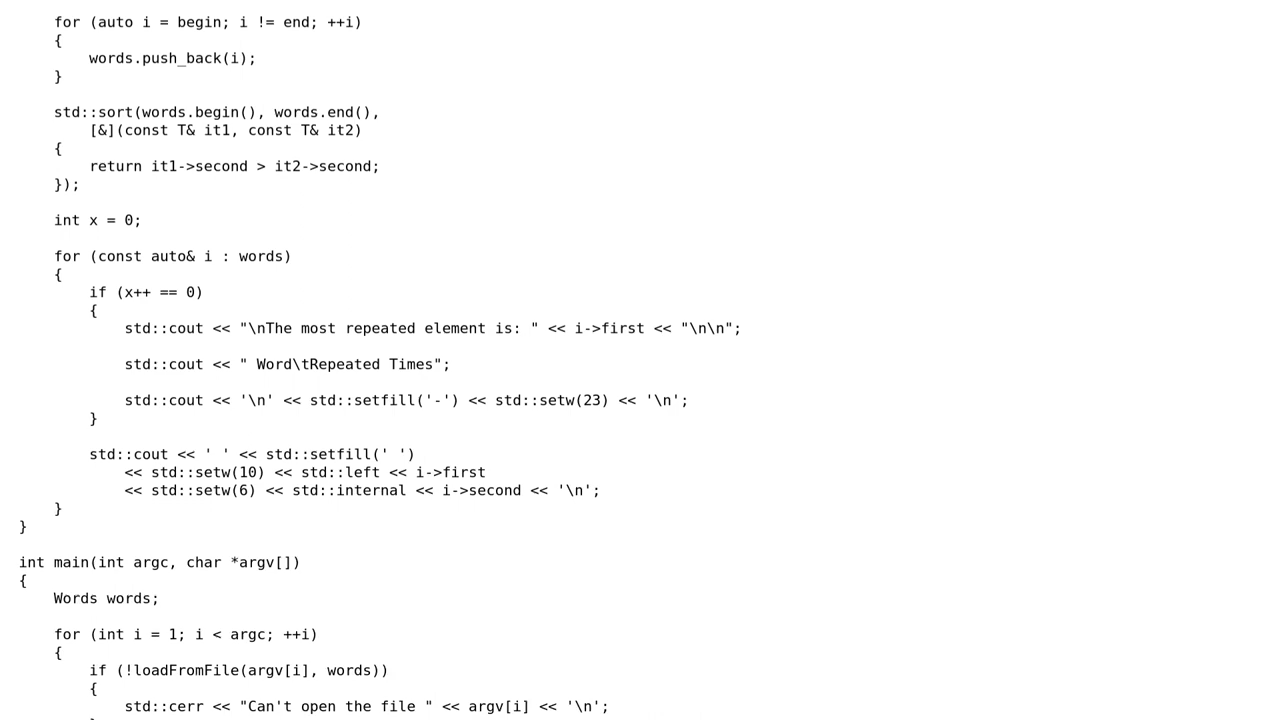 for (auto i = begin; i != end; ++i)
    {
        words.push_back(i);
    }

    std::sort(words.begin(), words.end(),
        [&](const T& it1, const T& it2)
    {
        return it1->second > it2->second;
    });

    int x = 0;

    for (const auto& i : words)
    {
        if (x++ == 0)
        {
            std::cout << "\nThe most repeated element is: " << i->first << "\n\n";

            std::cout << " Word\tRepeated Times";

            std::cout << '\n' << std::setfill('-') << std::setw(23) << '\n';
        }

        std::cout << ' ' << std::setfill(' ')
            << std::setw(10) << std::left << i->first
            << std::setw(6) << std::internal << i->second << '\n';
    }
}

int main(int argc, char *argv[])
{
    Words words;

    for (int i = 1; i < argc; ++i)
    {
        if (!loadFromFile(argv[i], words))
        {
            std::cerr << "Can't open the file " << argv[i] << '\n';